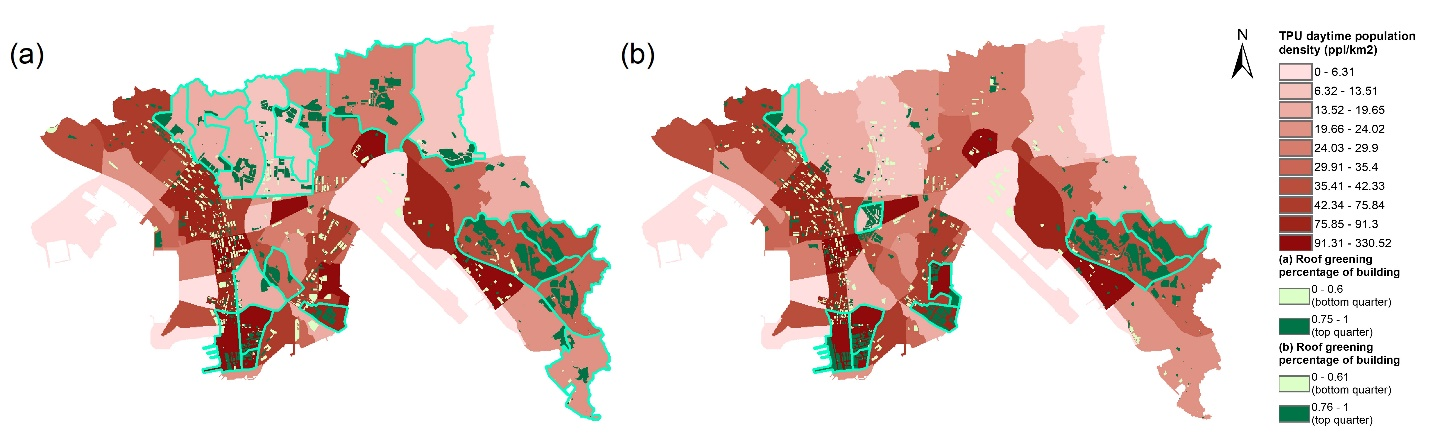 (a)
(b)
N
TPU daytime population
density (ppl/km2)
0 - 6.31
6.32 - 13.51
13.52 - 19.65
19.66 - 24.02
24.03 - 29.9
29.91 - 35.4
35.41 - 42.33
42.34 - 75.84
75.85 - 91.3
91.31 - 330.52
(a) Roof greening
percentage of building
0 - 0.6
(bottom quarter)
0.75 - 1
(top quarter)
(b) Roof greening
percentage of building
0 - 0.61
(bottom quarter)
0.76 - 1
(top quarter)